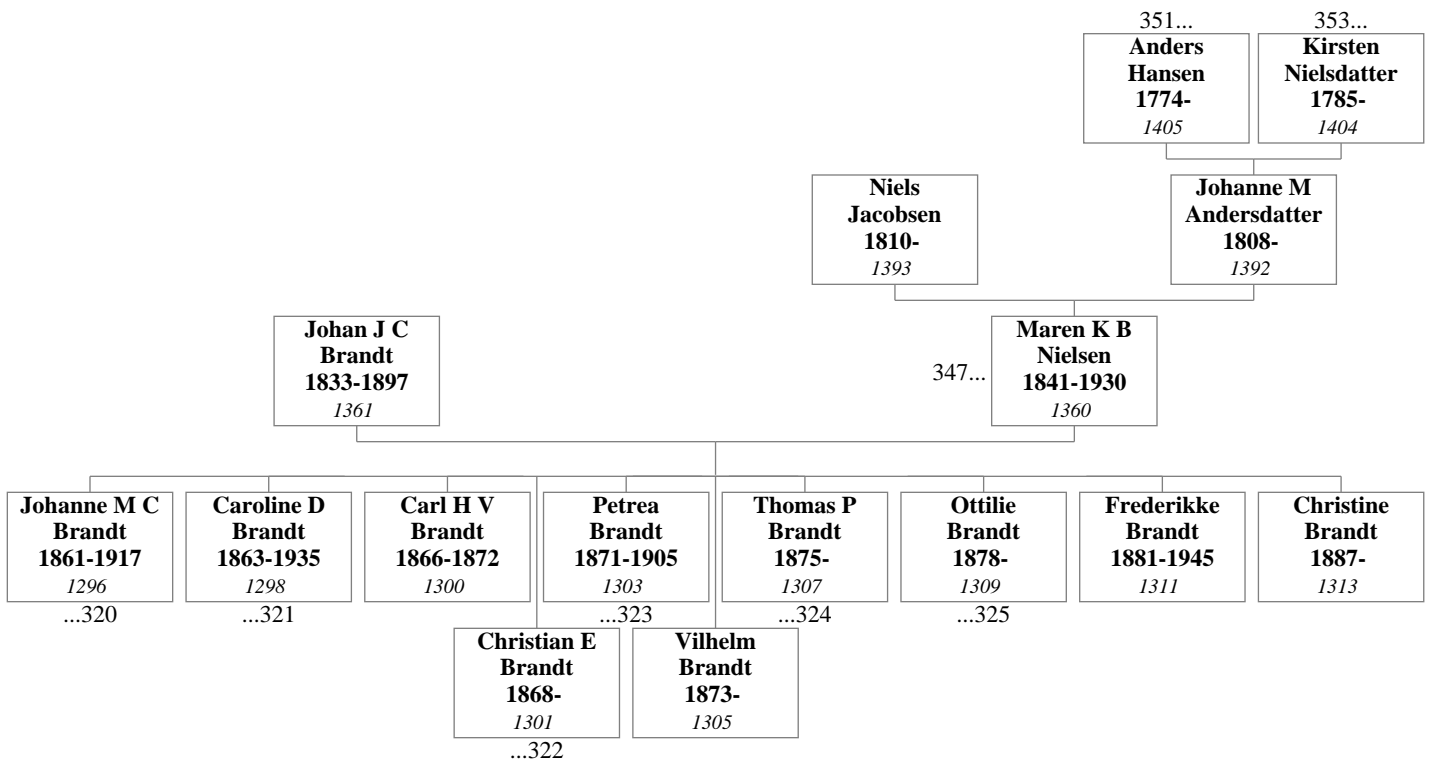 351...
Anders
Hansen
1774-
1405
353...
Kirsten
Nielsdatter
1785-
1404
Niels
Jacobsen
1810-
1393
Johanne M
Andersdatter
1808-
1392
Johan J C
Brandt
1833-1897
1361
347...
Maren K B
Nielsen
1841-1930
1360
Johanne M C
Brandt
1861-1917
1296
...320
Caroline D
Brandt
1863-1935
1298
...321
Carl H V
Brandt
1866-1872
1300
Petrea
Brandt
1871-1905
1303
...323
Thomas P
Brandt
1875-
1307
...324
Ottilie
Brandt
1878-
1309
...325
Frederikke
Brandt
1881-1945
1311
Christine
Brandt
1887-
1313
Christian E
Brandt
1868-
1301
...322
Vilhelm
Brandt
1873-
1305